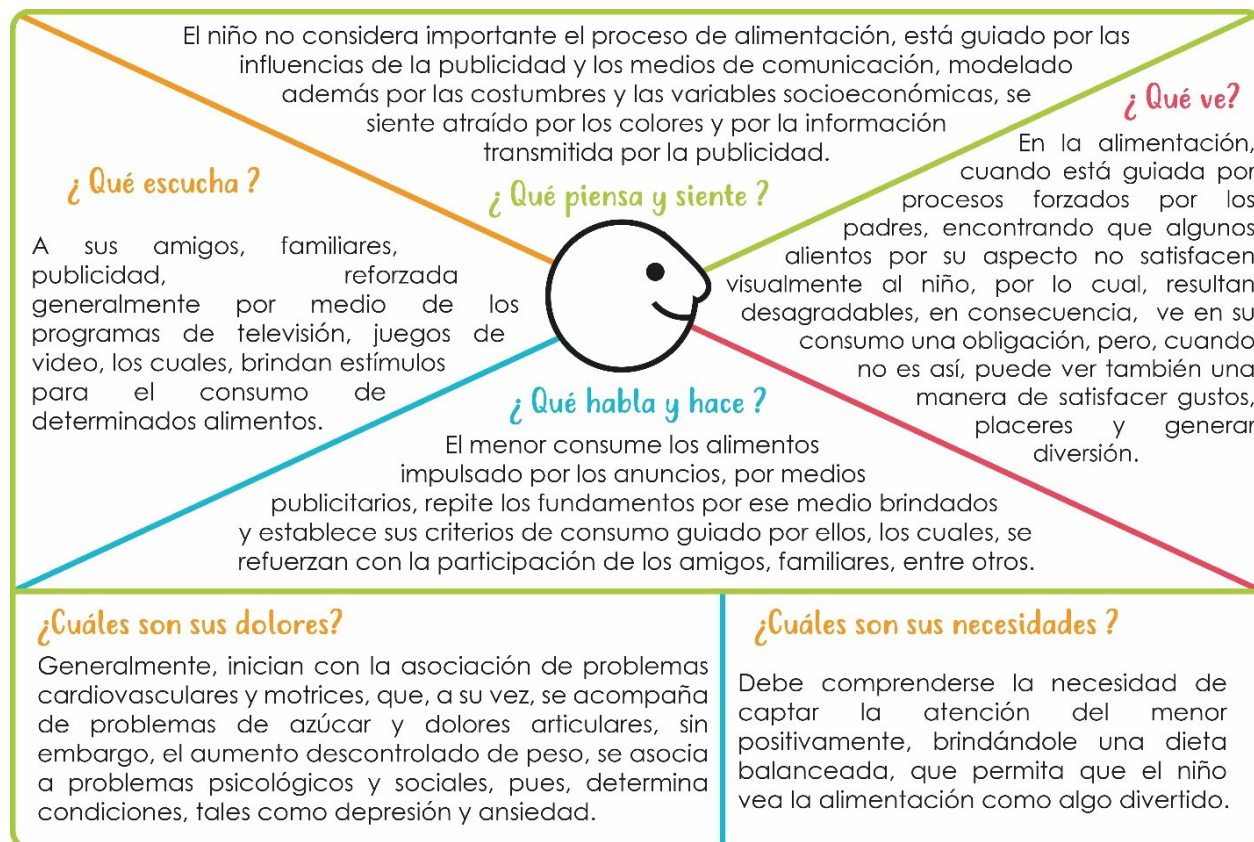 El niño no considera importante el proceso de alimentación, está guiado por las
influencias de la publicidad y los medios de comunicación, modelado
además por las costumbres y las variables socioeconómicas, se
siente atraído por los colores y por la información
transmitida por la publicidad.
¿ Qué piensa y siente ?
¿ Qué escucha ?
A sus amigos, familiares,
publicidad, reforzada
generalmente por medio de los
programas de televisión, juegos de
video, los cuales, brindan estímulos
para el consumo de
determinados alimentos.
¿ Qué ve?
En la alimentación,
cuando está guiada por
procesos forzados por los
padres, encontrando que algunos
alientos por su aspecto no satisfacen
visualmente al niño, por lo cual, resultan
desagradables, en consecuencia, ve en su
consumo una obligación, pero, cuando
no es así, puede ver también una
manera de satisfacer gustos,
placeres y generar
diversión.
¿ Qué habla y hace ?
El menor consume los alimentos
impulsado por los anuncios, por medios
publicitarios, repite los fundamentos por ese medio brindados
y establece sus criterios de consumo guiado por ellos, los cuales, se
refuerzan con la participación de los amigos, familiares, entre otros.
¿Cuáles son sus dolores?
Generalmente, inician con la asociación de problemas
cardiovasculares y motrices, que, a su vez, se acompaña
de problemas de azúcar y dolores articulares, sin
embargo, el aumento descontrolado de peso, se asocia
a problemas psicológicos y sociales, pues, determina
condiciones, tales como depresión y ansiedad.
¿Cuáles son sus necesidades ?
Debe comprenderse la necesidad de
captar la atención del menor
positivamente, brindándole una dieta
balanceada, que permita que el niño
vea la alimentación como algo divertido.